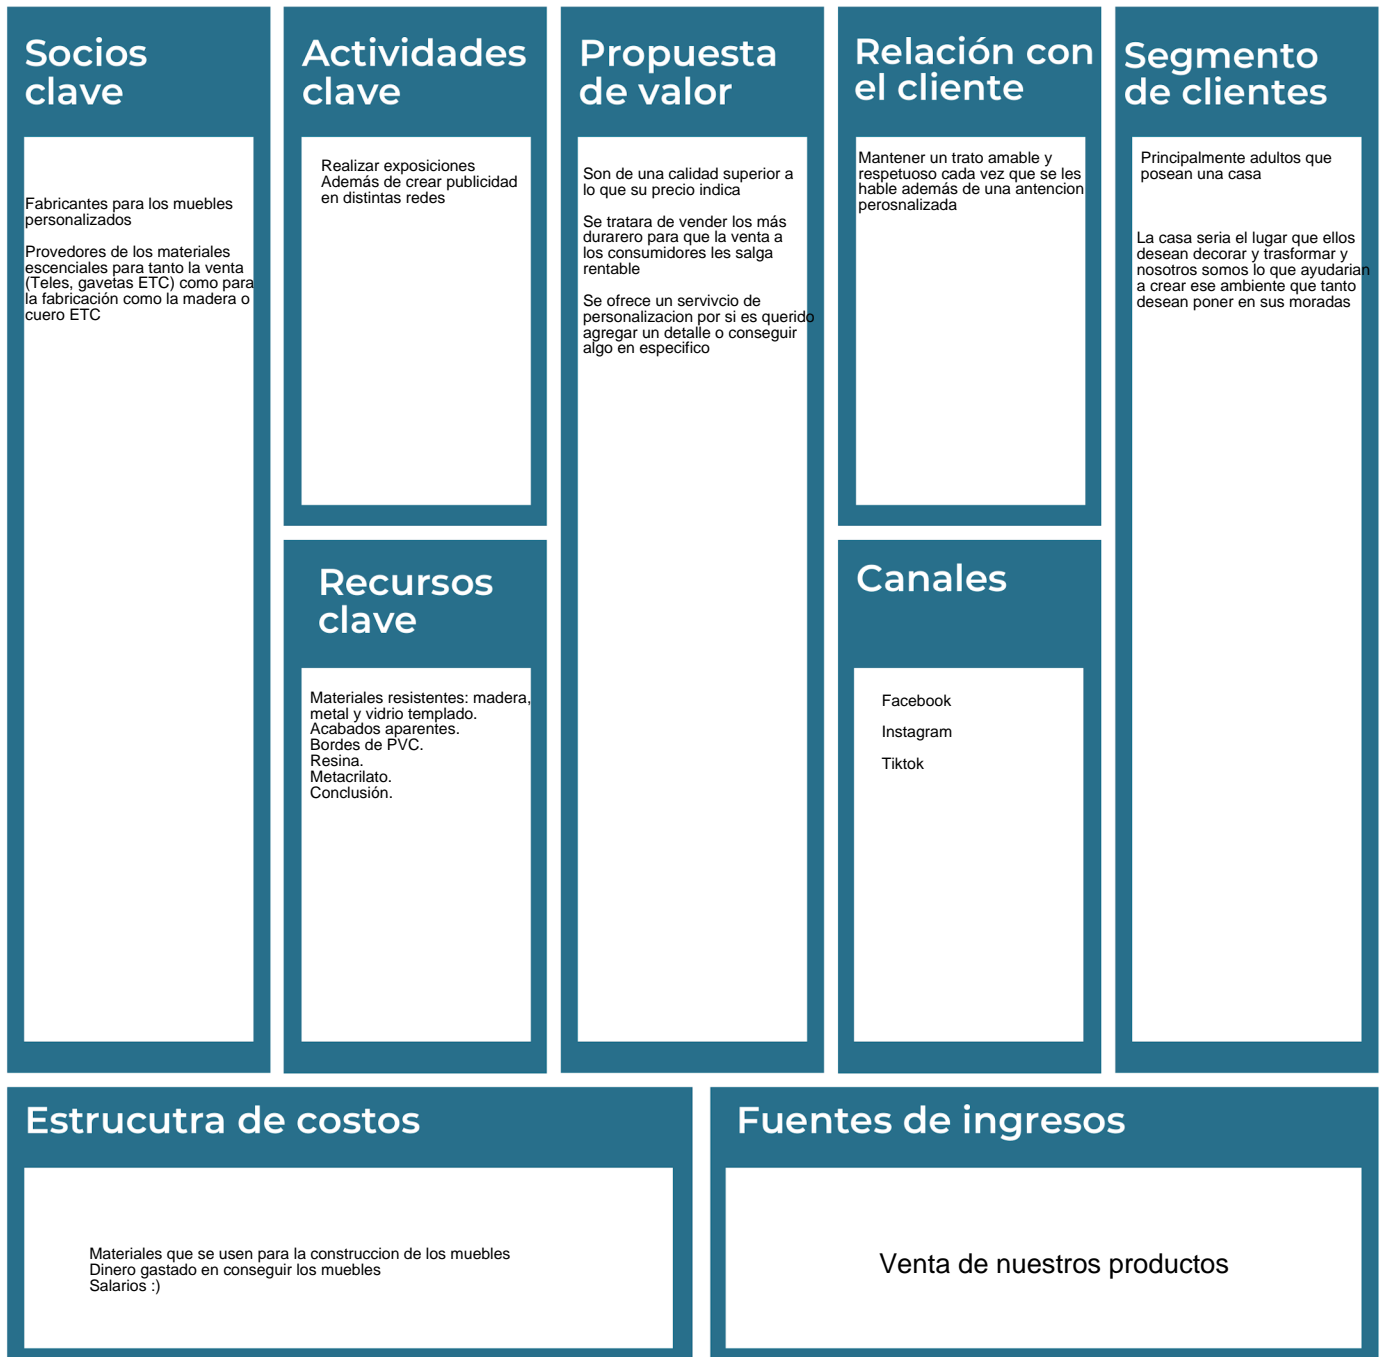 Socios
clave
Fabricantes para los muebles
personalizados
Provedores de los materiales
escenciales para tanto la venta
(Teles, gavetas ETC) como para
la fabricación como la madera o
cuero ETC
Actividades
clave
Realizar exposiciones
Además de crear publicidad
en distintas redes
Recursos
clave
Materiales resistentes: madera,
metal y vidrio templado.
Acabados aparentes.
Bordes de PVC.
Resina.
Metacrilato.
Conclusión.
Propuesta
de valor
Son de una calidad superior a
lo que su precio indica
Se tratara de vender los más
durarero para que la venta a
los consumidores les salga
rentable
Se ofrece un servivcio de
personalizacion por si es querido
agregar un detalle o conseguir
algo en especifico
Relación con
el cliente
Mantener un trato amable y
respetuoso cada vez que se les
hable además de una antencion
perosnalizada
Canales
Facebook
Instagram
Tiktok
Segmento
de clientes
Principalmente adultos que
posean una casa
La casa seria el lugar que ellos
desean decorar y trasformar y
nosotros somos lo que ayudarian
a crear ese ambiente que tanto
desean poner en sus moradas
Estrucutra de costos
Materiales que se usen para la construccion de los muebles
Dinero gastado en conseguir los muebles
Salarios :)
Fuentes de ingresos
Venta de nuestros productos